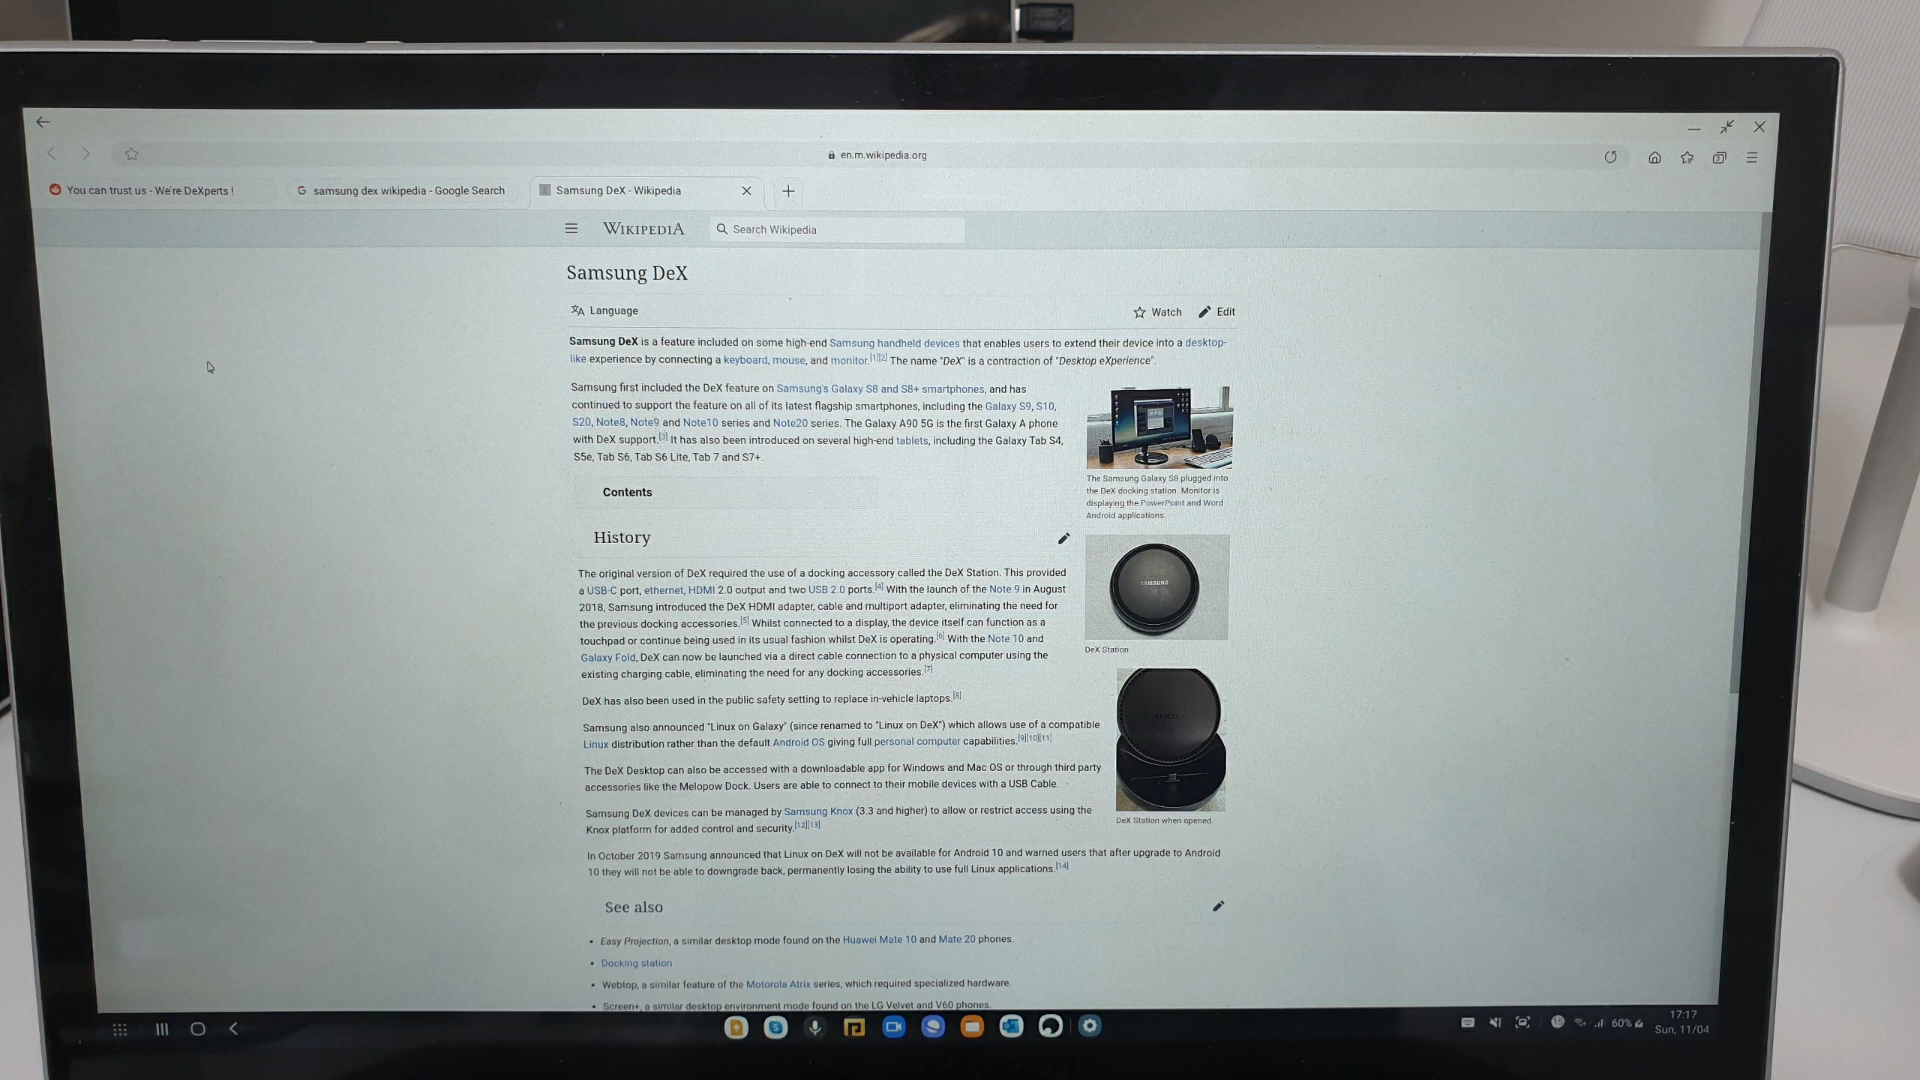 en.m.wikipedia.org
You can trust us - We're DeXperts !
samsung dex wikipedia - Google Search
Samsung DeX - Wikipedia
WIKIPEDIA
Search Wikipedia
Samsung DeX
Language
Watch
Edit
Samsung DeX is a feature included on some high-end Samsung handheld devices that enables users to extend their device into a desktop-
like experience by connecting a keyboard, mouse, and monitor.[1][2] The name "DeX" is a contraction of "Desktop eXperience".
Samsung first included the DeX feature on Samsung's Galaxy S8 and S8+ smartphones, and has
continued to support the feature on all of its latest flagship smartphones, including the Galaxy S9, S10,
S20, Note8, Note9 and Note10 series and Note20 series. The Galaxy A90 5G is the first Galaxy A phone
with DeX support.[3] It has also been introduced on several high-end tablets, including the Galaxy Tab S4,
S5e, Tab S6, Tab S6 Lite, Tab 7 and S7+.
The Samsung Galaxy S8 plugged into
the DeX docking station. Monitor is
displaying the PowerPoint and Word
Android applications.
Contents
History
The original version of DeX required the use of a docking accessory called the DeX Station. This provided
a USB-C port, ethernet, HDMI 2.0 output and two USB 2.0 ports.[4] With the launch of the Note 9 in August
2018, Samsung introduced the DeX HDMI adapter, cable and multiport adapter, eliminating the need for
the previous docking accessories.[5] Whilst connected to a display, the device itself can function as a
touchpad or continue being used in its usual fashion whilst DeX is operating.[6] With the Note 10 and
Galaxy Fold, DeX can now be launched via a direct cable connection to a physical computer using the
existing charging cable, eliminating the need for any docking accessories.[7]
SAMSUNG
DeX Station
DeX has also been used in the public safety setting to replace in-vehicle laptops.[8]
Samsung also announced "Linux on Galaxy" (since renamed to "Linux on DeX") which allows use of a compatible
Linux distribution rather than the default Android OS giving full personal computer capabilities.[9][10][11]
The DeX Desktop can also be accessed with a downloadable app for Windows and Mac OS or through third party
accessories like the Melopow Dock. Users are able to connect to their mobile devices with a USB Cable.
SAMSUNG
DeX Station when opened.
Samsung DeX devices can be managed by Samsung Knox (3.3 and higher) to allow or restrict access using the
Knox platform for added control and security.[12][13]
In October 2019 Samsung announced that Linux on DeX will not be available for Android 10 and warned users that after upgrade to Android
10 they will not be able to downgrade back, permanently losing the ability to use full Linux applications.[14]
See also
• Easy Projection, a similar desktop mode found on the Huawei Mate 10 and Mate 20 phones.
• Docking station
• Webtop, a similar feature of the Motorola Atrix series, which required specialized hardware.
• Screen+, a similar desktop environment mode found on the LG Velvet and V60 phones.
60%
17:17
Sun, 11/04